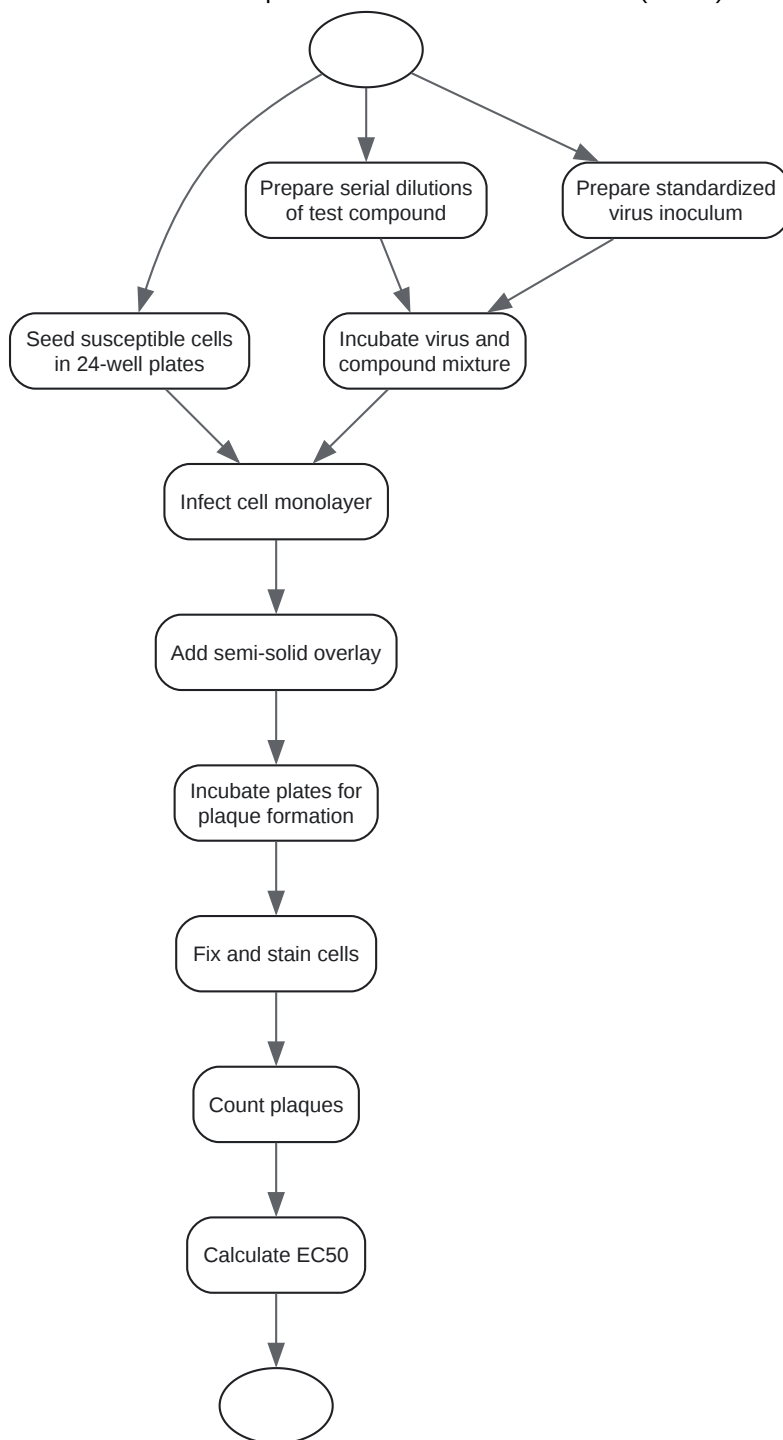 Prepare serial dilutions
of test compound
Prepare standardized
virus inoculum
Seed susceptible cells
in 24-well plates
Incubate virus and
compound mixture
Infect cell monolayer
Add semi-solid overlay
Incubate plates for
plaque formation
Fix and stain cells
Count plaques
Calculate EC50